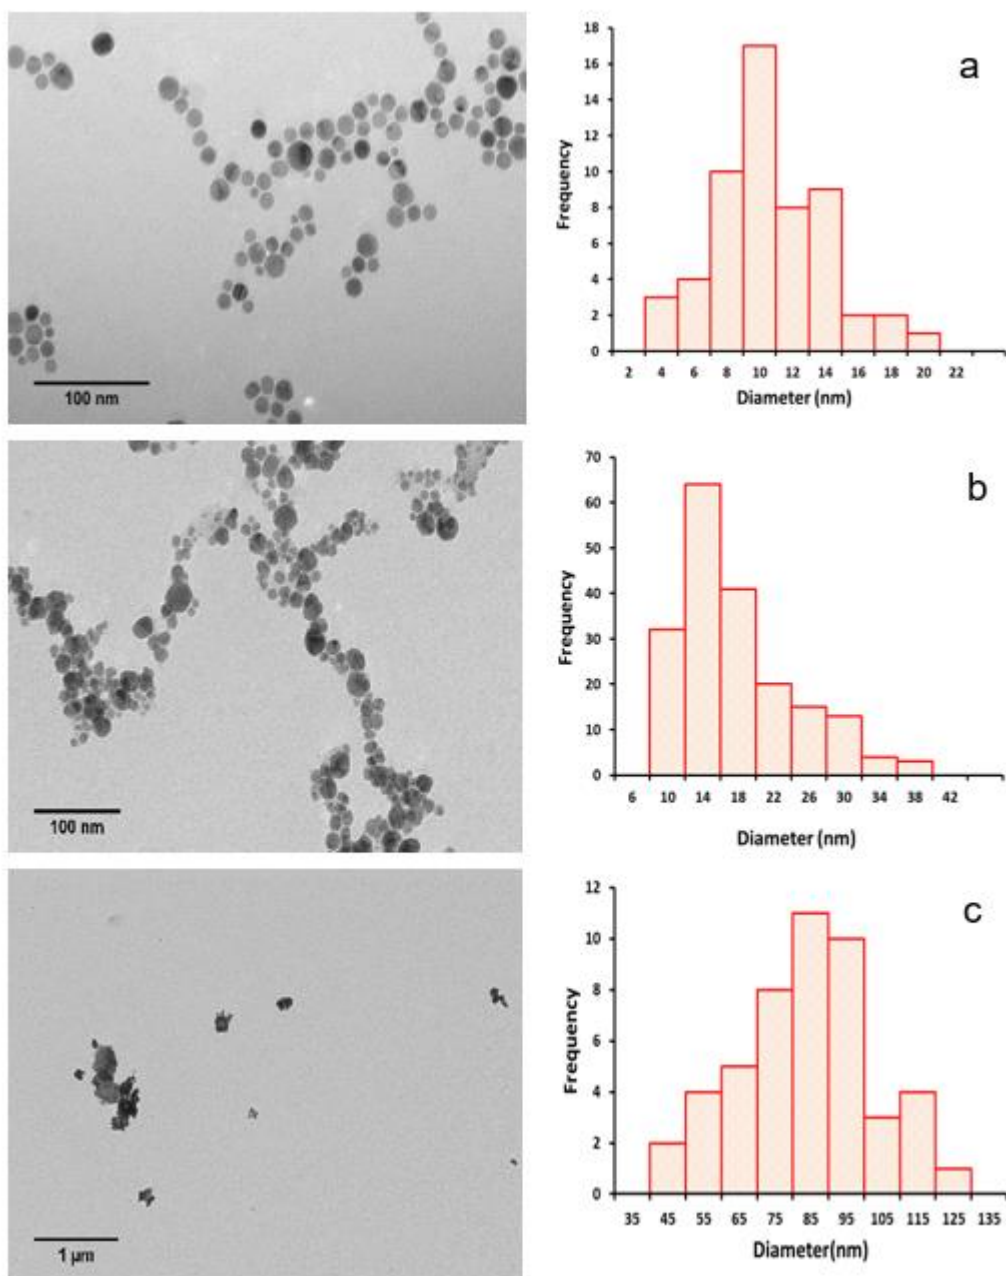 100 nm
a
Frequency
18
16
14
12
10
8
6
4
2
0
2 4 6 8 10 12 14 16 18 20 22
Diameter (nm)
100 nm
b
Frequency
70
60
50
40
30
20
10
0
6 10 14 18 22 26 30 34 38 42
Diameter (nm)
1 µm
c
Frequency
12
10
8
6
4
2
0
35 45 55 65 75 85 95 105 115 125 135
Diameter(nm)